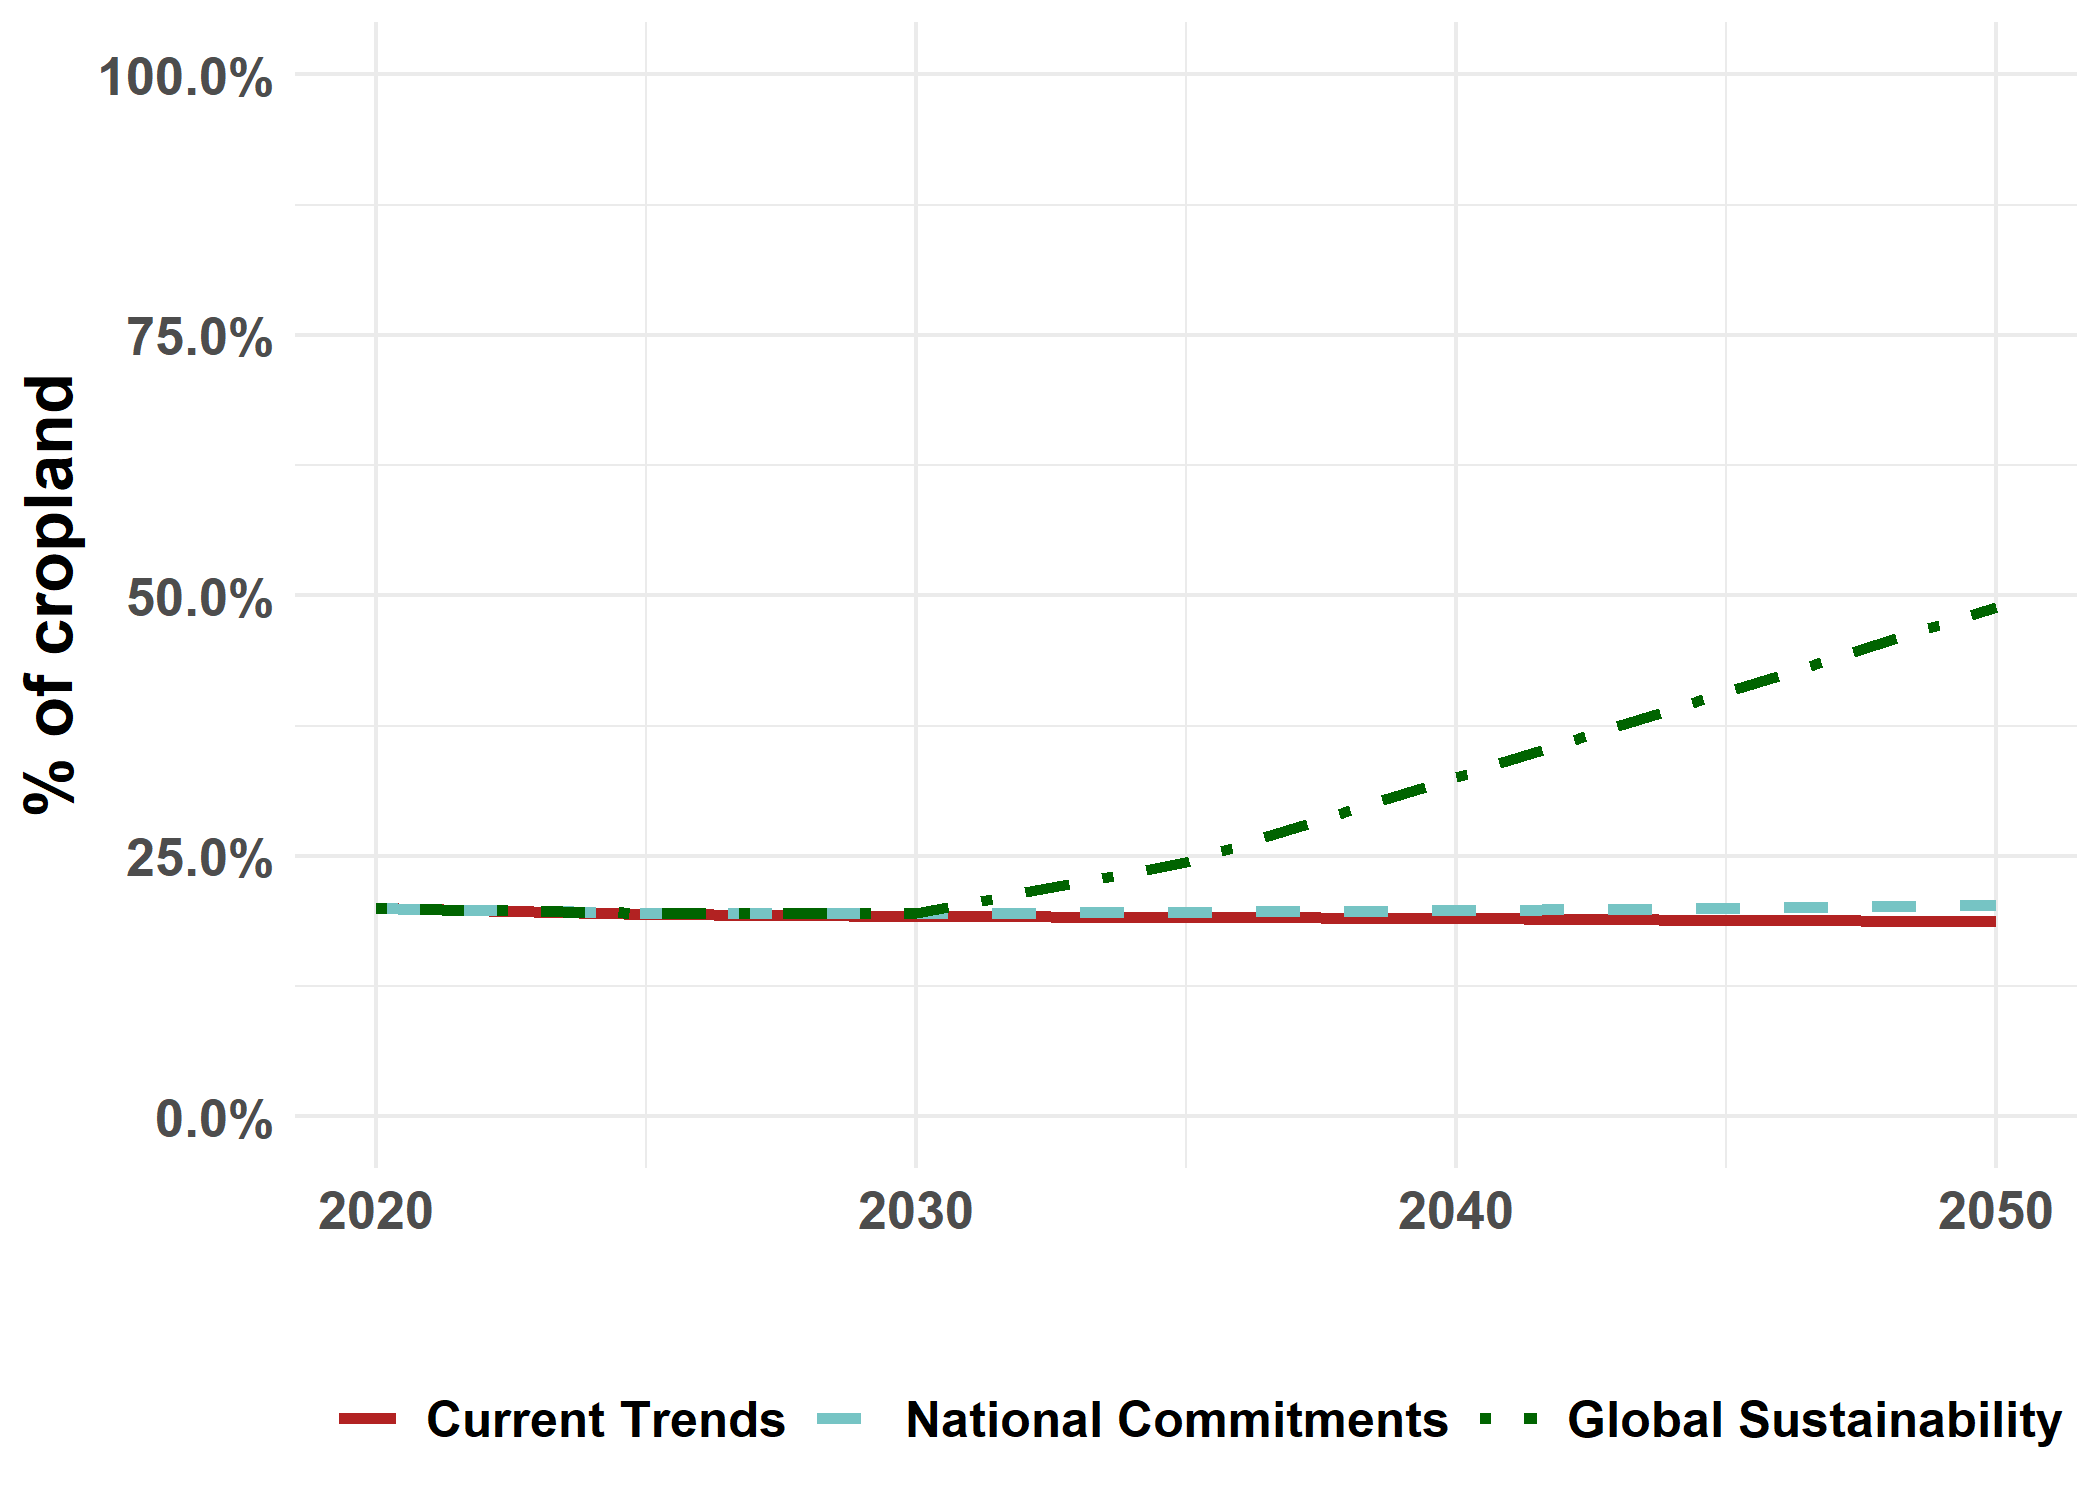 % of cropland
100.0%
75.0%
50.0%
25.0%
0.0%
2020 2030 2040 2050
Current Trends National Commitments Global Sustainability